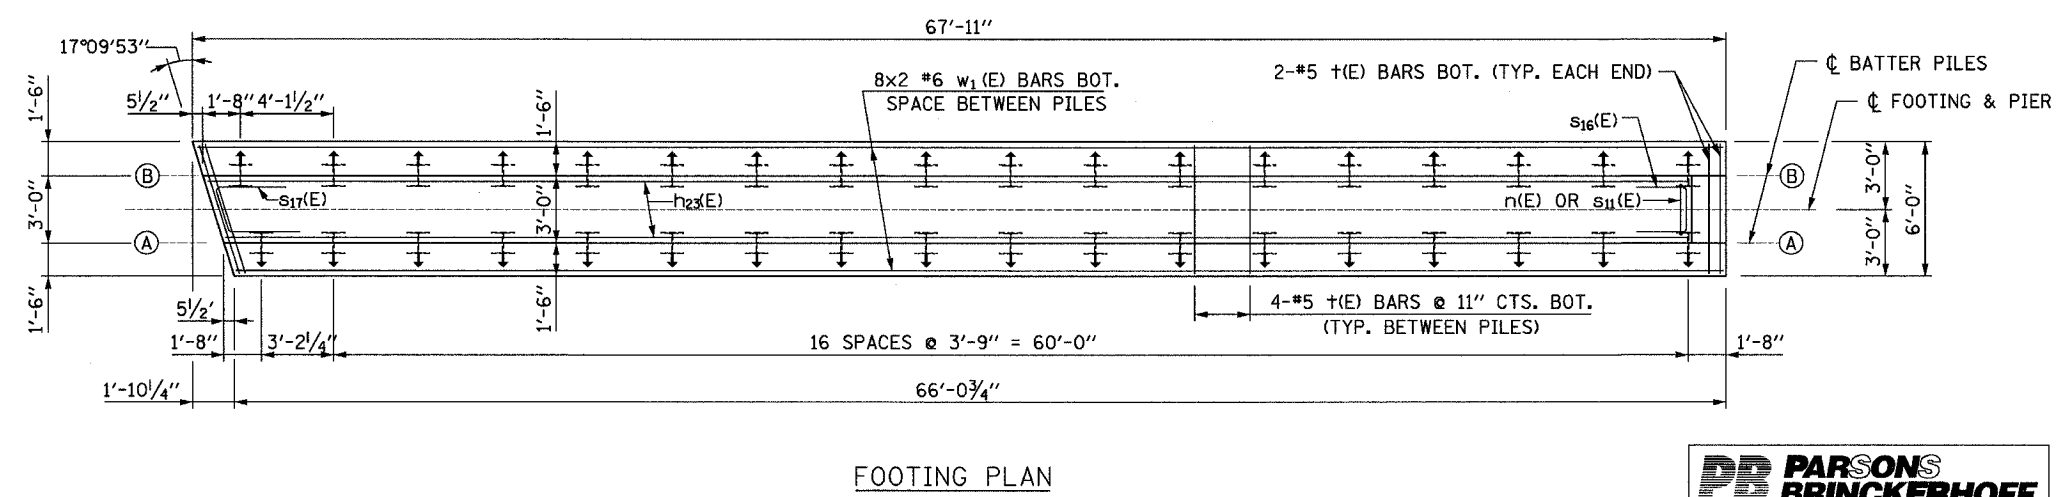 67'-11"
17°09'53"
8x2 #6 w1(E) BARS BOT.
SPACE BETWEEN PILES
2-#5 t(E) BARS BOT. (TYP. EACH END)
℄ BATTER PILES
℄ FOOTING & PIER
1'-6"
5½"
1'-8"
4'-1½"
1'-6"
s16(E)
B
B
3'-0"
s17(E)
3'-0"
h23(E)
n(E) OR s11(E)
3'-0"
6'-0"
A
A
3'-0"
1'-6"
1'-6"
5½'
4-#5 t(E) BARS @ 11" CTS. BOT.
(TYP. BETWEEN PILES)
1'-8"
3'-2¼"
16 SPACES @ 3'-9" = 60'-0"
1'-8"
1'-10¼"
66'-0¾"
FOOTING PLAN
PB PARSONS
BRINCKERHOFF